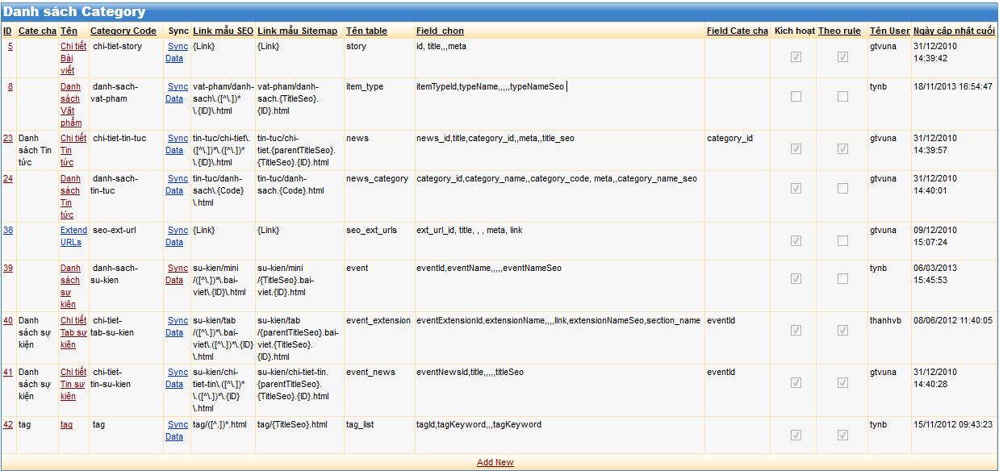 Danh sách Category
ID Cate cha Tên Category Code Sync Link mẫu SEO Link mẫu Sitemap Tên table Field chọn Field Cate cha Kích hoạt Theo rule Tên User Ngày cập nhât cuối
5 Chi tiết chi-tiet-story Sync {Link} {Link} story id, title,,,meta gtvuna 31/12/2010
Bài Data 14:39:42
viết
8 Danh danh-sach- Sync vat-pham/danh- vat-pham/danh- item_type itemTypeId,typeName,,,,,typeNameSeo tynb 18/11/2013 16:54:47
sách vat-pham Data sach\.([^\.])* sach.{TitleSeo}.
Vật \.{ID}\.html {ID}.html
phẩm
23 Danh Chi tiết chi-tiet-tin-tuc Sync tin-tuc/chi-tiet\. tin-tuc/chi- news news_id,title,category_id,,meta,,title_seo category_id gtvuna 31/12/2010
sách Tin Tin Data ([^\.])*\.([^\.])* tiet.{parentTitleSeo}. 14:39:57
tức tức \.{ID}\.html {TitleSeo}.{ID}.html
24 Danh danh-sach- Sync tin-tuc/danh- tin-tuc/danh- news_category category_id,category_name,,category_code, meta,,category_name_seo gtvuna 31/12/2010
sách tin-tuc Data sach\.{Code} sach.{Code}.html 14:40:01
Tin \.html
tức
38 Extend seo-ext-url Sync {Link} {Link} seo_ext_urls ext_url_id, title, , , meta, link gtvuna 09/12/2010
URLs Data 15:07:24
39 Danh danh-sach- Sync su-kien/mini su-kien/mini event eventId,eventName,,,,,eventNameSeo tynb 06/03/2013
sách su-kien Data /([^\.])*\.bai- /{TitleSeo}.bai- 15:45:53
sự viet\.{ID}\.html viet.{ID}.html
kiện
40 Danh Chi tiết chi-tiet- Sync su-kien/tab su-kien/tab event_extension eventExtensionId,extensionName,,,,link,extensionNameSeo,section_name eventId thanhvb 08/06/2012 11:40:05
sách sự Tab sự tab-su-kien Data /([^\.])*\.bai- /{parentTitleSeo}.bai-
kiện kiện viet\.([^\.])*\.{ID} viet.{TitleSeo}.
\.html {ID}.html
41 Danh Chi tiết chi-tiet- Sync su-kien/chi- su-kien/chi-tiet-tin. event_news eventNewsId,title,,,,,titleSeo eventId gtvuna 31/12/2010
sách sự Tin sự tin-su-kien Data tiet-tin\.([^\.])* {parentTitleSeo}. 14:40:28
kiện kiện \.([^\.])*\.{ID} {TitleSeo}.{ID}.html
\.html
42 tag tag tag Sync tag/([^.])*.html tag/{TitleSeo}.html tag_list tagId,tagKeyword,,,tagKeyword tynb 15/11/2012 09:43:23
Data
Add New